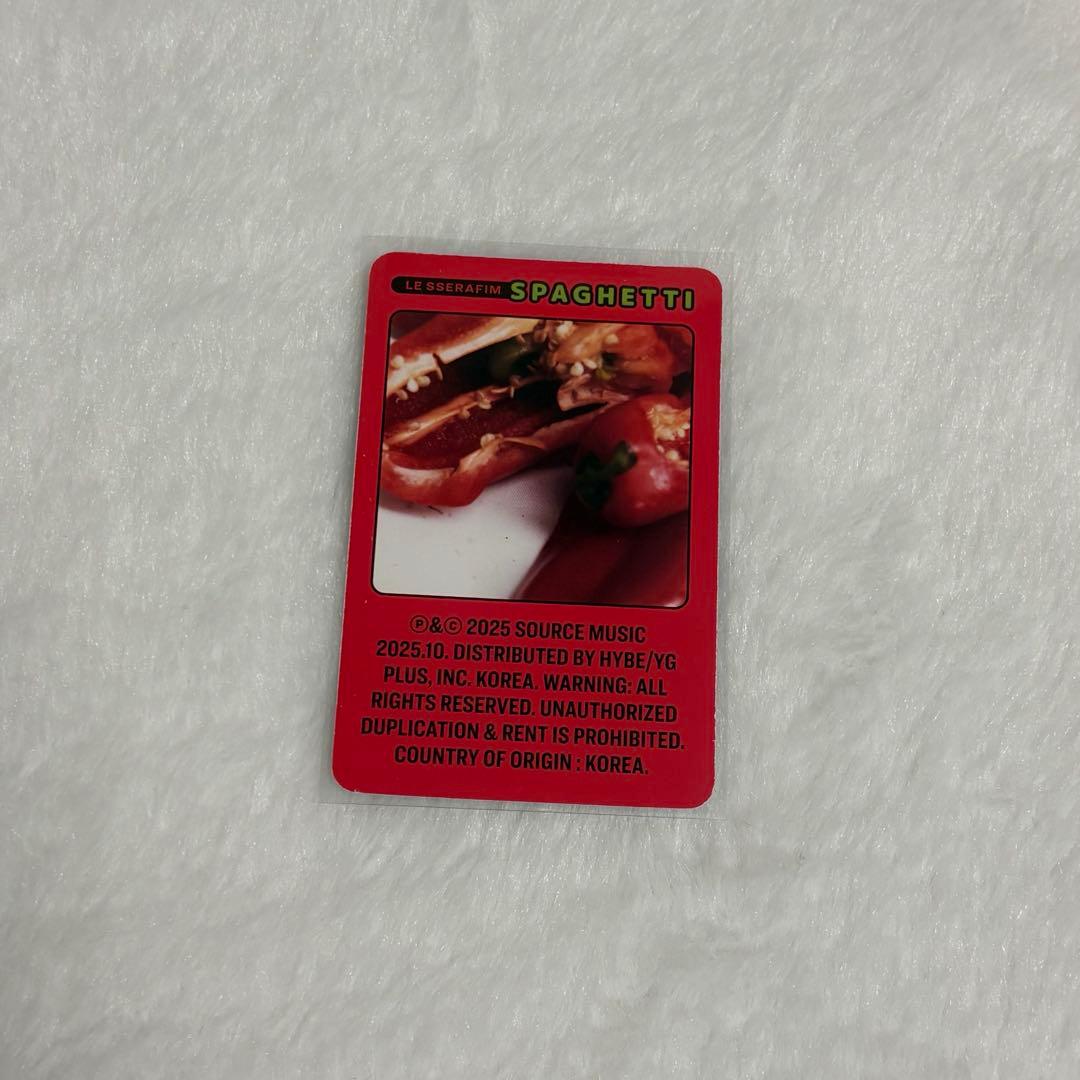 LE SSERAFIM SPAGHETTI
Ⓟ&Ⓒ 2025 SOURCE MUSIC
2025.10. DISTRIBUTED BY HYBE/YG
PLUS, INC. KOREA. WARNING: ALL
RIGHTS RESERVED. UNAUTHORIZED
DUPLICATION & RENT IS PROHIBITED.
COUNTRY OF ORIGIN : KOREA.